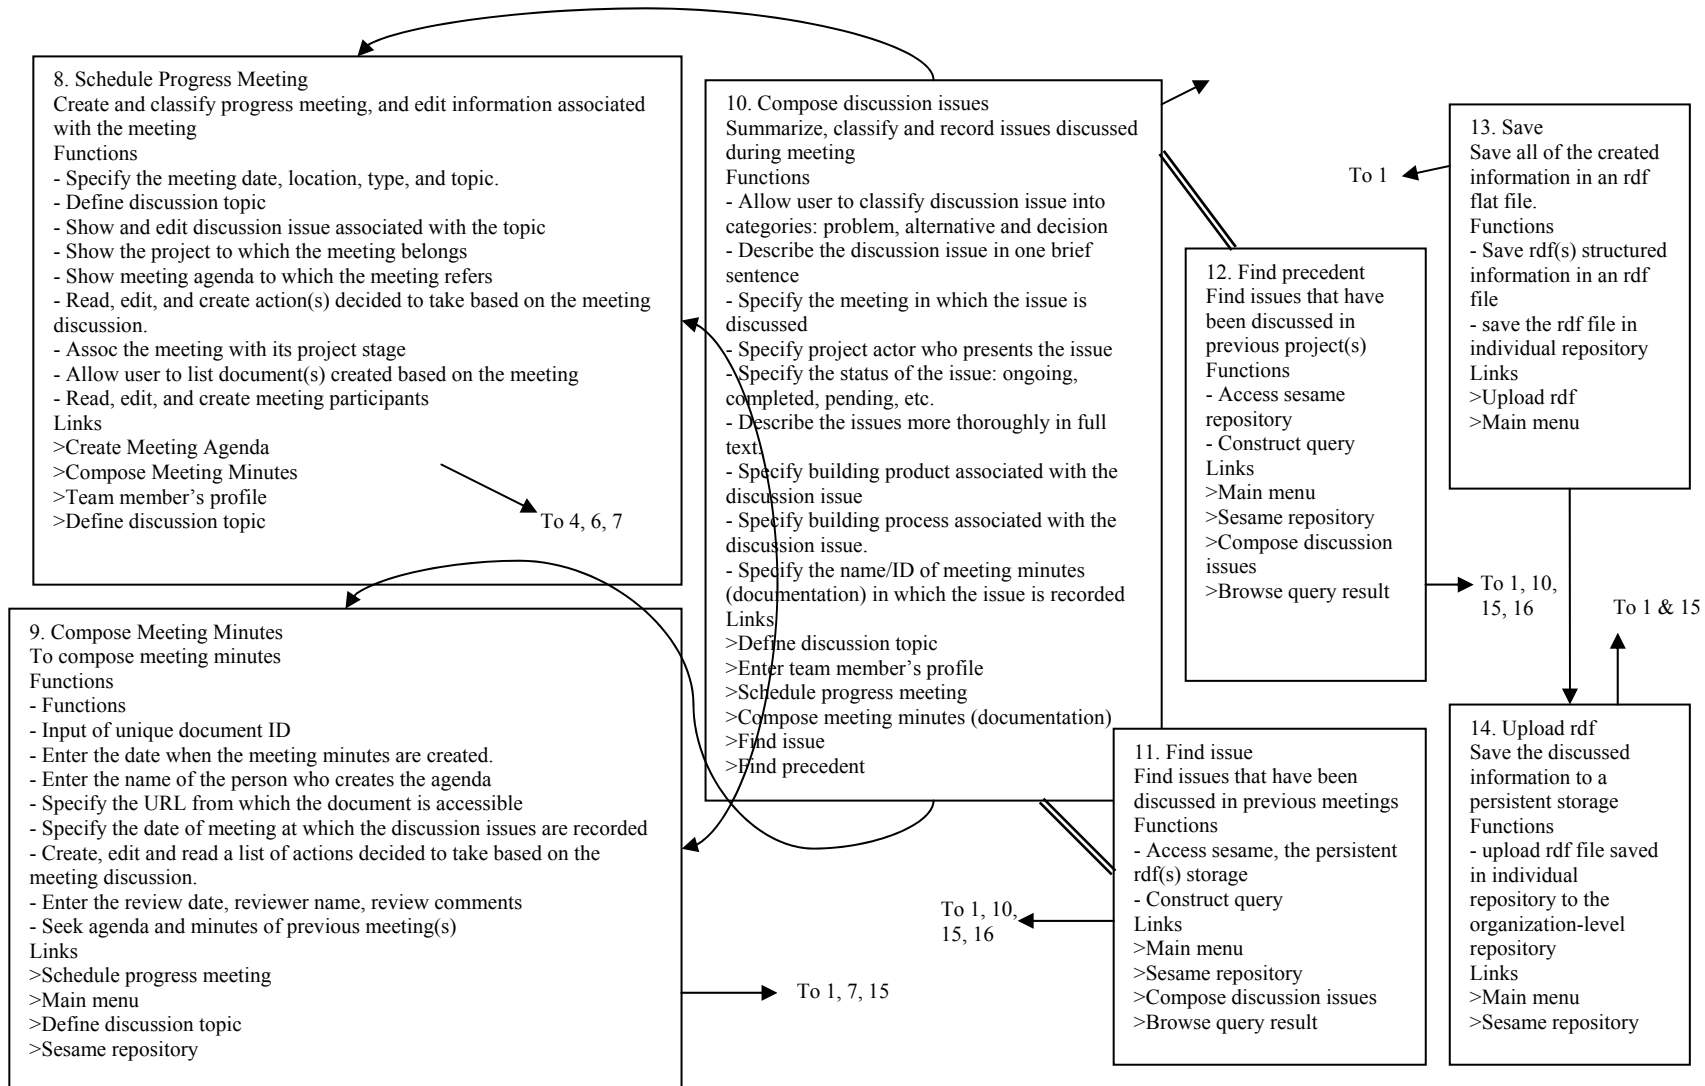 8. Schedule Progress Meeting
Create and classify progress meeting, and edit information associated
with the meeting
Functions
- Specify the meeting date, location, type, and topic.
- Define discussion topic
- Show and edit discussion issue associated with the topic
- Show the project to which the meeting belongs
- Show meeting agenda to which the meeting refers
- Read, edit, and create action(s) decided to take based on the meeting
discussion.
- Assoc the meeting with its project stage
- Allow user to list document(s) created based on the meeting
- Read, edit, and create meeting participants
Links
>Create Meeting Agenda
>Compose Meeting Minutes
>Team member's profile
>Define discussion topic
To 4, 6, 7
9. Compose Meeting Minutes
To compose meeting minutes
Functions
- Functions
- Input of unique document ID
- Enter the date when the meeting minutes are created.
- Enter the name of the person who creates the agenda
- Specify the URL from which the document is accessible
- Specify the date of meeting at which the discussion issues are recorded
- Create, edit and read a list of actions decided to take based on the
meeting discussion.
- Enter the review date, reviewer name, review comments
- Seek agenda and minutes of previous meeting(s)
Links
>Schedule progress meeting
>Main menu
>Define discussion topic
>Sesame repository
To 1, 7, 15
10. Compose discussion issues
Summarize, classify and record issues discussed
during meeting
Functions
- Allow user to classify discussion issue into
categories: problem, alternative and decision
- Describe the discussion issue in one brief
sentence
- Specify the meeting in which the issue is
discussed
- Specify project actor who presents the issue
- Specify the status of the issue: ongoing,
completed, pending, etc.
- Describe the issues more thoroughly in full
text.
- Specify building product associated with the
discussion issue
- Specify building process associated with the
discussion issue.
- Specify the name/ID of meeting minutes
(documentation) in which the issue is recorded
Links
>Define discussion topic
>Enter team member's profile
>Schedule progress meeting
>Compose meeting minutes (documentation)
>Find issue
>Find precedent
11. Find issue
Find issues that have been
discussed in previous meetings
Functions
- Access sesame, the persistent
rdf(s) storage
- Construct query
Links
>Main menu
>Sesame repository
>Compose discussion issues
>Browse query result
To 1, 10,
15, 16
12. Find precedent
Find issues that have
been discussed in
previous project(s)
Functions
- Access sesame
repository
- Construct query
Links
>Main menu
>Sesame repository
>Compose discussion
issues
>Browse query result
To 1, 10,
15, 16
13. Save
Save all of the created
information in an rdf
flat file.
Functions
- Save rdf(s) structured
information in an rdf
file
- save the rdf file in
individual repository
Links
>Upload rdf
>Main menu
To 1
14. Upload rdf
Save the discussed
information to a
persistent storage
Functions
- upload rdf file saved
in individual
repository to the
organization-level
repository
Links
>Main menu
>Sesame repository
To 1 & 15